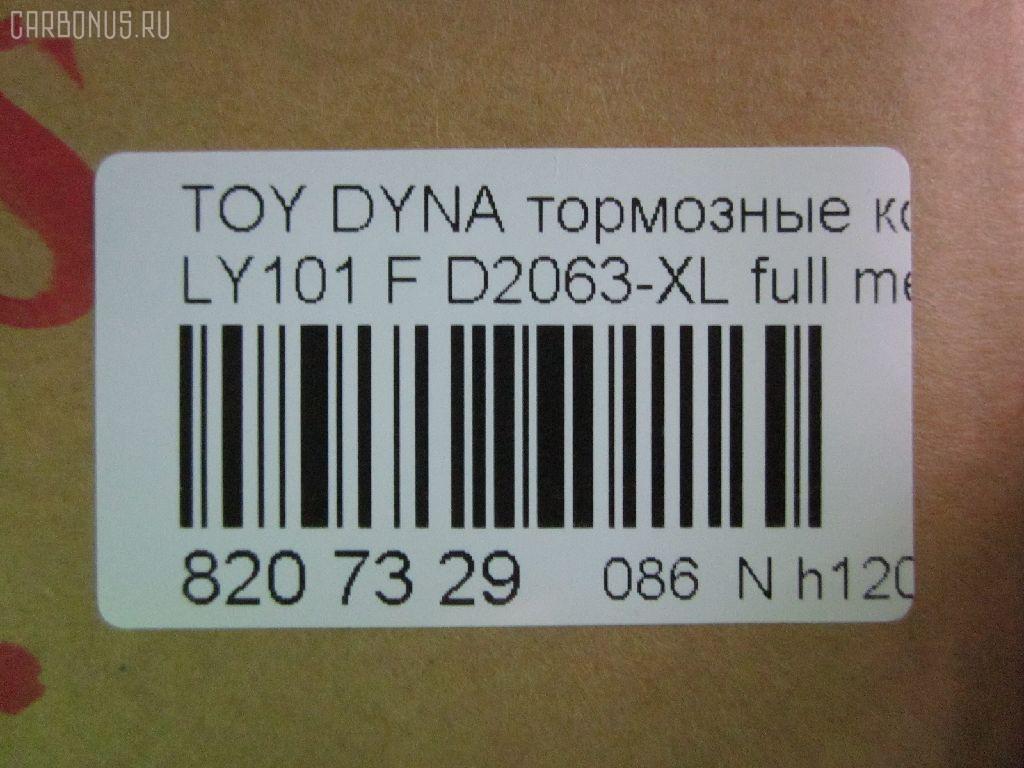 CARBONUS.RU
TOY DYNA тормозные ко
LY101 F D2063-XL full me
820 73 29 086 N h120